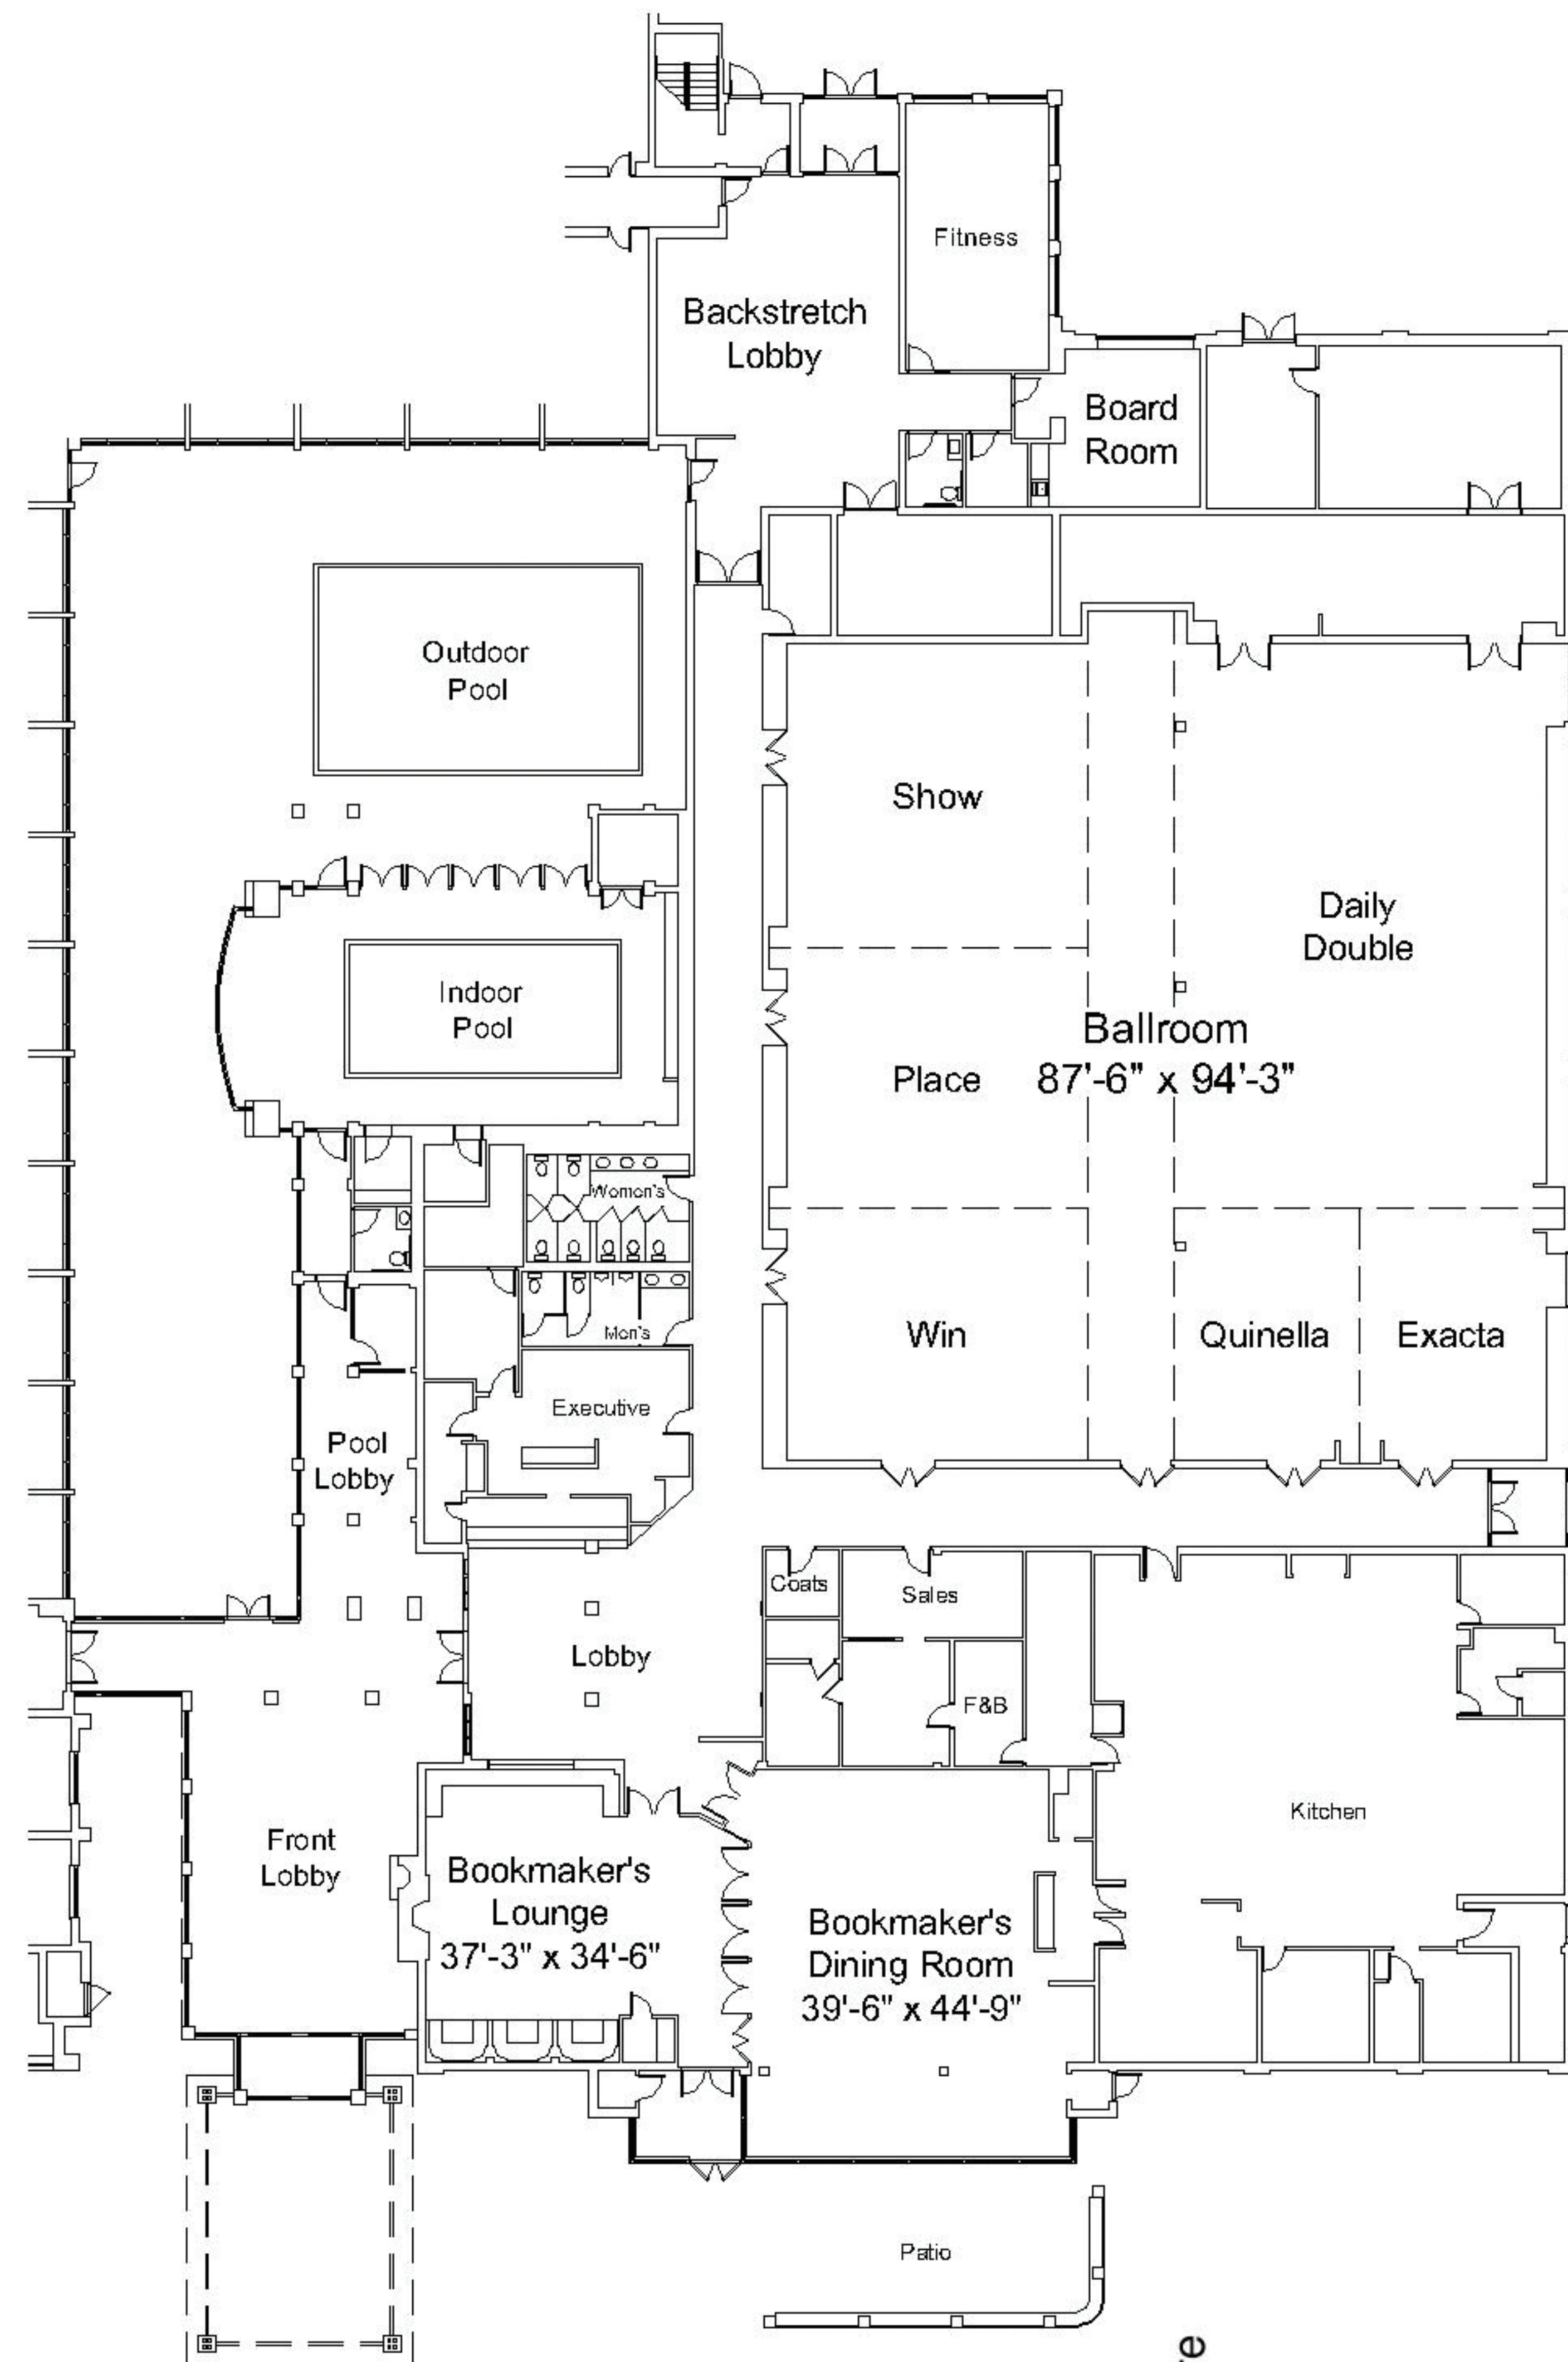 Fitness
Backstretch
Lobby
Board
Room
Outdoor
Pool
Show
Daily
Double
Indoor
Pool
Ballroom
87'-6" x 94'-3"
Place
Women's
Men's
Win
Quinella
Exacta
Executive
Pool
Lobby
Coats
Sales
Lobby
F&B
Kitchen
Front
Lobby
Bookmaker's
Lounge
37'-3" x 34'-6"
Bookmaker's
Dining Room
39'-6" x 44'-9"
Patio